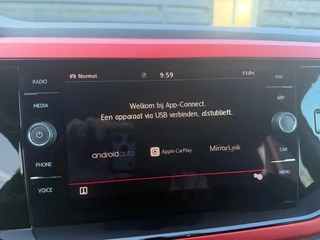 RADIO
MEDIA
PHONE
VOICE
Normal 9:59 11.0°C
Welkom bij App-Connect.
Een apparaat via USB verbinden, alstublieft.
androidauto Apple CarPlay MirrorLink
NAV
APP
CAR
MENU